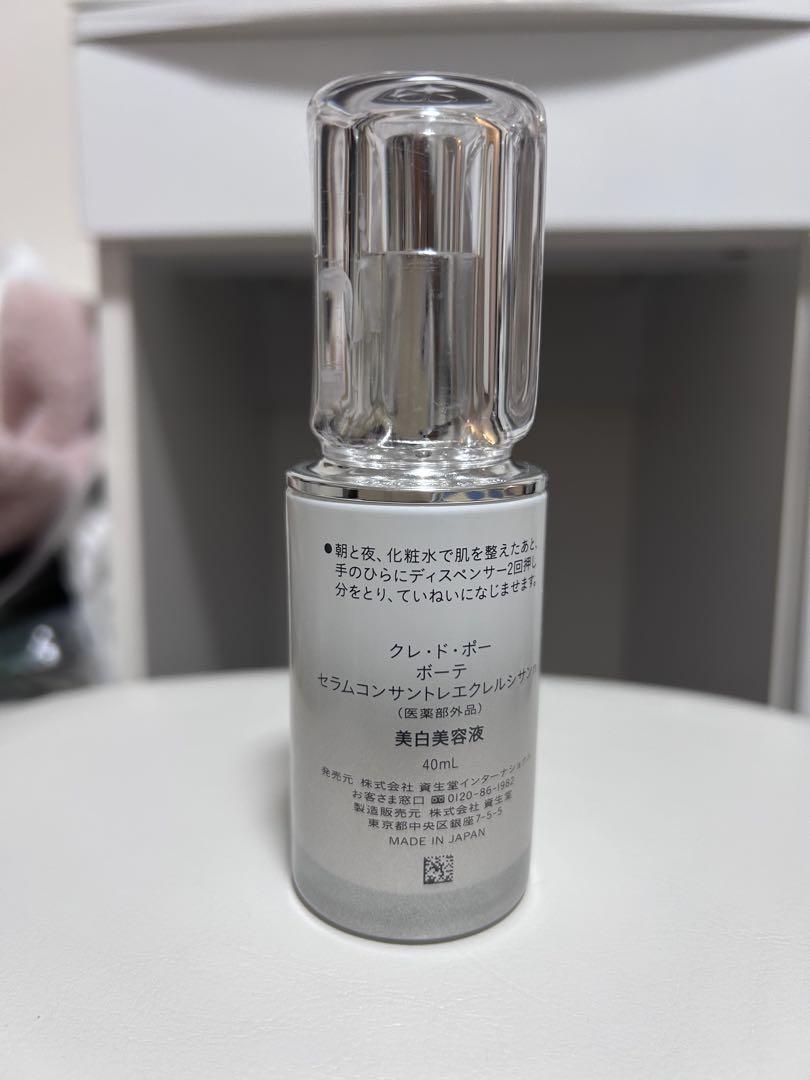 ●朝と夜、化粧水で肌を整えたあと、
手のひらにディスペンサー2回押し
分をとり、ていねいになじませます。
クレ・ド・ポー
ボーテ
セラムコンサントレエクレルシサン
（医薬部外品）
美白美容液
40mL
発売元 株式会社 資生堂インターナショナル
お客さま窓口 0120-86-1982
製造販売元 株式会社 資生堂
東京都中央区銀座7-5-5
MADE IN JAPAN